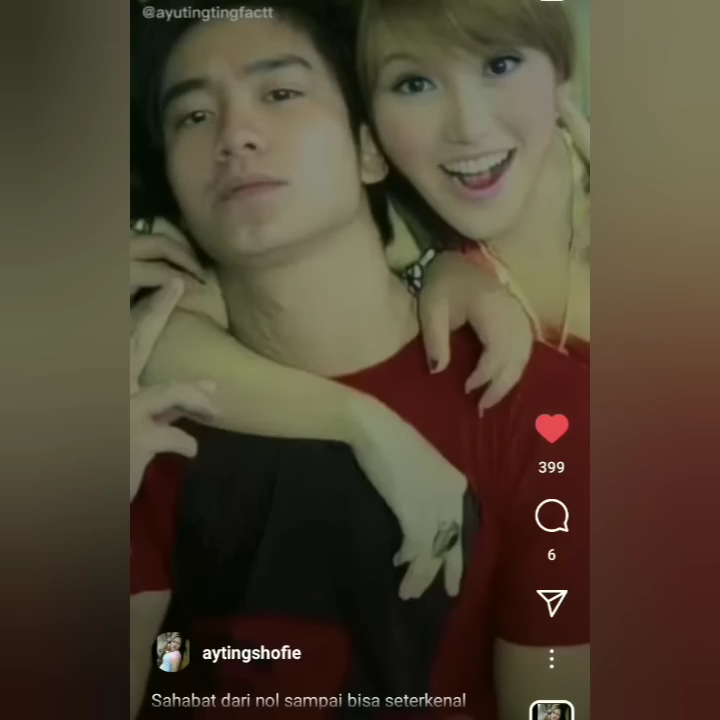 @ayutingtingfactt
399
6
aytingshofie
Sahabat dari nol sampai bisa seterkenal